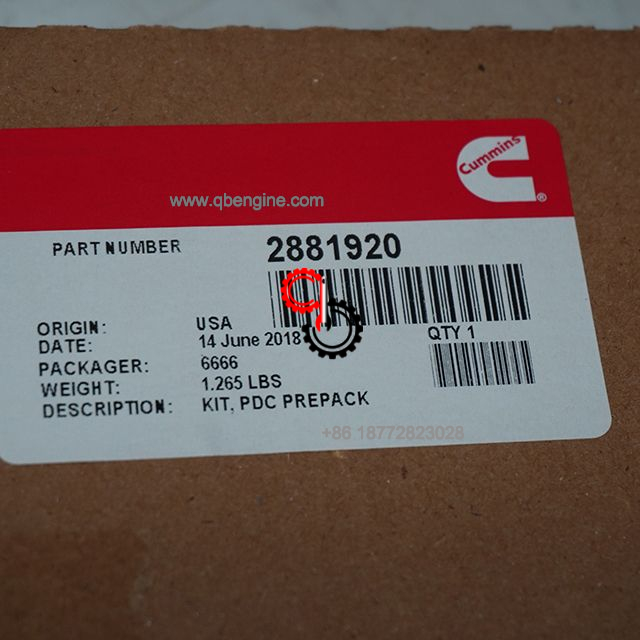 Cummins
®
www.qbengine.com
PART NUMBER 2881920
ORIGIN: USA
DATE: 14 June 2018
QTY 1
PACKAGER: 6666
WEIGHT: 1.265 LBS
DESCRIPTION: KIT, PDC PREPACK
+86 18772823028